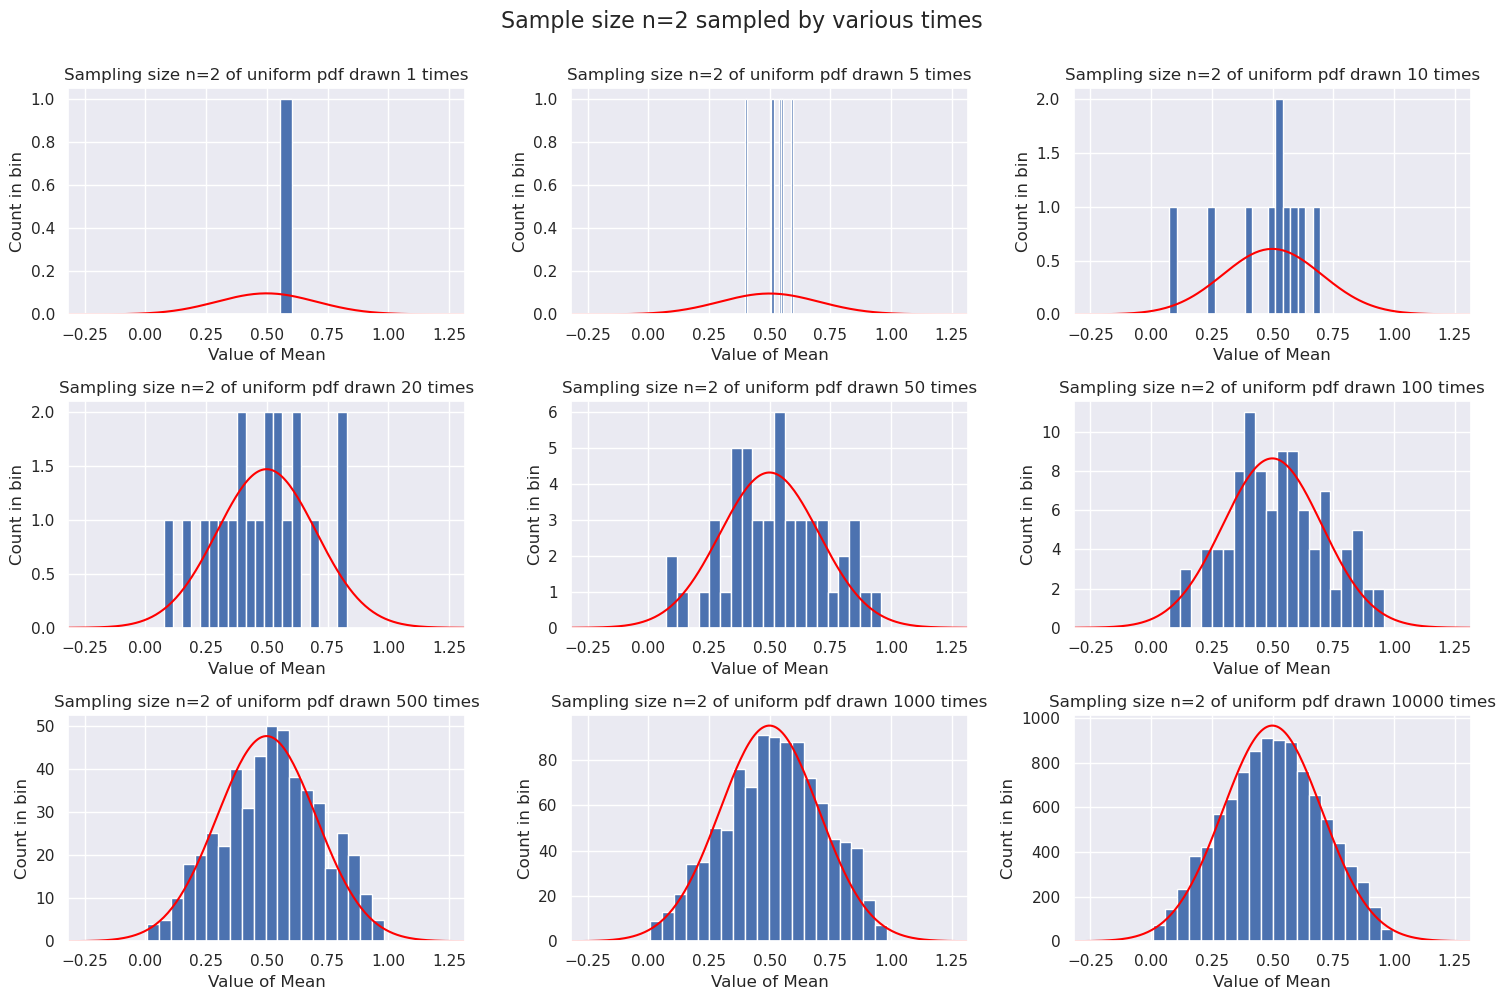 Sample size n=2 sampled by various times
Sampling size n=2 of uniform pdf drawn 1 times
1.0
0.8
0.6
0.4
0.2
0.0
Count in bin
−0.25 0.00 0.25 0.50 0.75 1.00 1.25
Value of Mean
Sampling size n=2 of uniform pdf drawn 5 times
1.0
0.8
0.6
0.4
0.2
0.0
Count in bin
−0.25 0.00 0.25 0.50 0.75 1.00 1.25
Value of Mean
Sampling size n=2 of uniform pdf drawn 10 times
2.0
1.5
1.0
0.5
0.0
Count in bin
−0.25 0.00 0.25 0.50 0.75 1.00 1.25
Value of Mean
Sampling size n=2 of uniform pdf drawn 20 times
2.0
1.5
1.0
0.5
0.0
Count in bin
−0.25 0.00 0.25 0.50 0.75 1.00 1.25
Value of Mean
Sampling size n=2 of uniform pdf drawn 50 times
6
5
4
3
2
1
0
Count in bin
−0.25 0.00 0.25 0.50 0.75 1.00 1.25
Value of Mean
Sampling size n=2 of uniform pdf drawn 100 times
10
8
6
4
2
0
Count in bin
−0.25 0.00 0.25 0.50 0.75 1.00 1.25
Value of Mean
Sampling size n=2 of uniform pdf drawn 500 times
50
40
30
20
10
0
Count in bin
−0.25 0.00 0.25 0.50 0.75 1.00 1.25
Value of Mean
Sampling size n=2 of uniform pdf drawn 1000 times
80
60
40
20
0
Count in bin
−0.25 0.00 0.25 0.50 0.75 1.00 1.25
Value of Mean
Sampling size n=2 of uniform pdf drawn 10000 times
1000
800
600
400
200
0
Count in bin
−0.25 0.00 0.25 0.50 0.75 1.00 1.25
Value of Mean